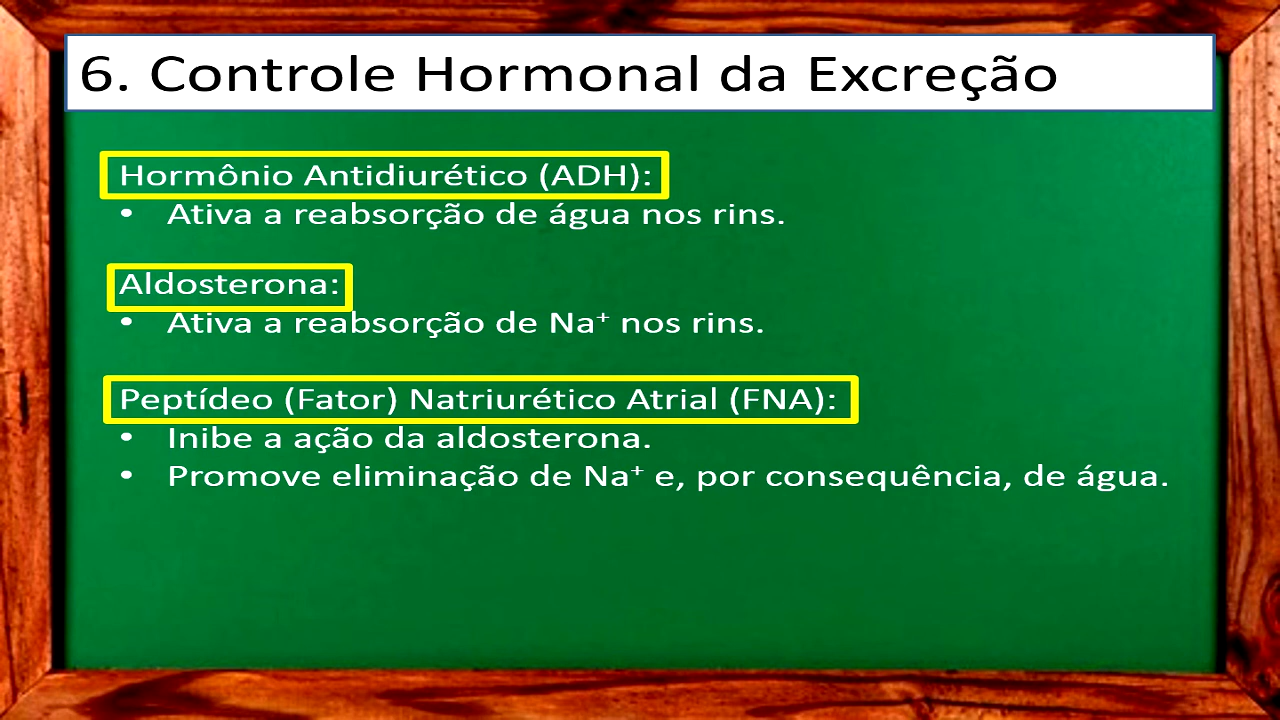 6. Controle Hormonal da Excreção
Hormônio Antidiurético (ADH):
• Ativa a reabsorção de água nos rins.
Aldosterona:
• Ativa a reabsorção de Na⁺ nos rins.
Peptídeo (Fator) Natriurético Atrial (FNA):
• Inibe a ação da aldosterona.
• Promove eliminação de Na⁺ e, por consequência, de água.